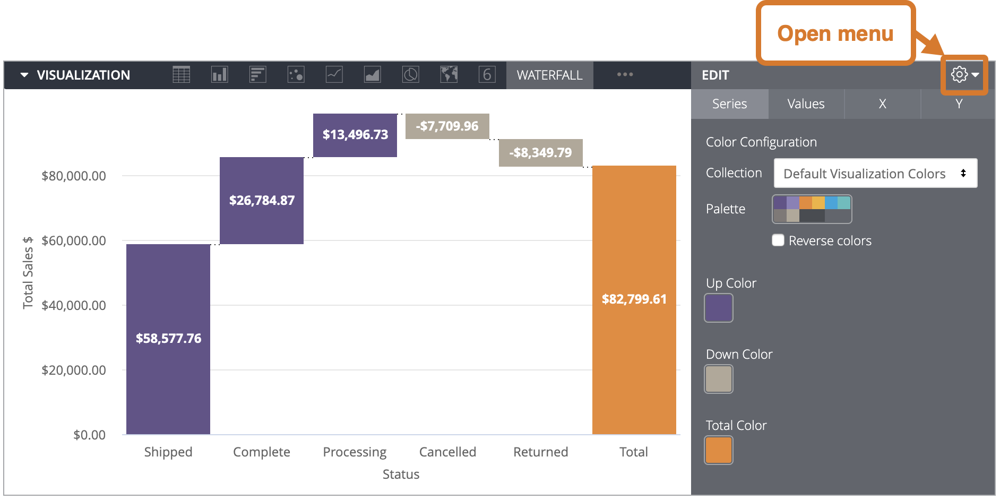 Open menu
VISUALIZATION
6
WATERFALL
EDIT
Series
Values
X
Y
Color Configuration
Collection
Default Visualization Colors
Palette
Reverse colors
Up Color
Down Color
Total Color
Total Sales $
$80,000.00
$60,000.00
$40,000.00
$20,000.00
$0.00
$58,577.76
$26,784.87
$13,496.73
-$7,709.96
-$8,349.79
$82,799.61
Shipped
Complete
Processing
Cancelled
Returned
Total
Status